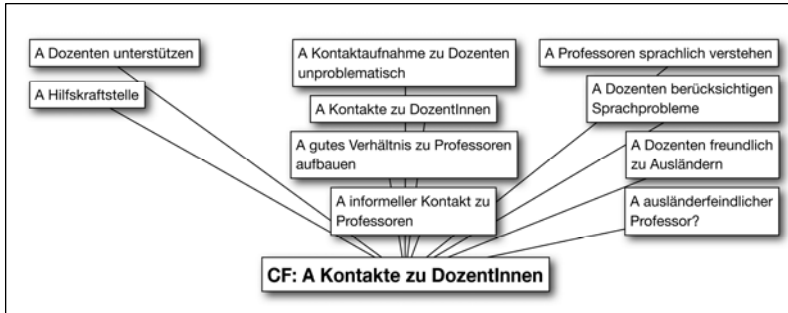 A Dozenten unterstützen
A Hilfskraftstelle
A Kontaktaufnahme zu Dozenten
unproblematisch
A Kontakte zu DozentInnen
A gutes Verhältnis zu Professoren
aufbauen
A informeller Kontakt zu
Professoren
A Professoren sprachlich verstehen
A Dozenten berücksichtigen
Sprachprobleme
A Dozenten freundlich
zu Ausländern
A ausländerfeindlicher
Professor?
CF: A Kontakte zu DozentInnen